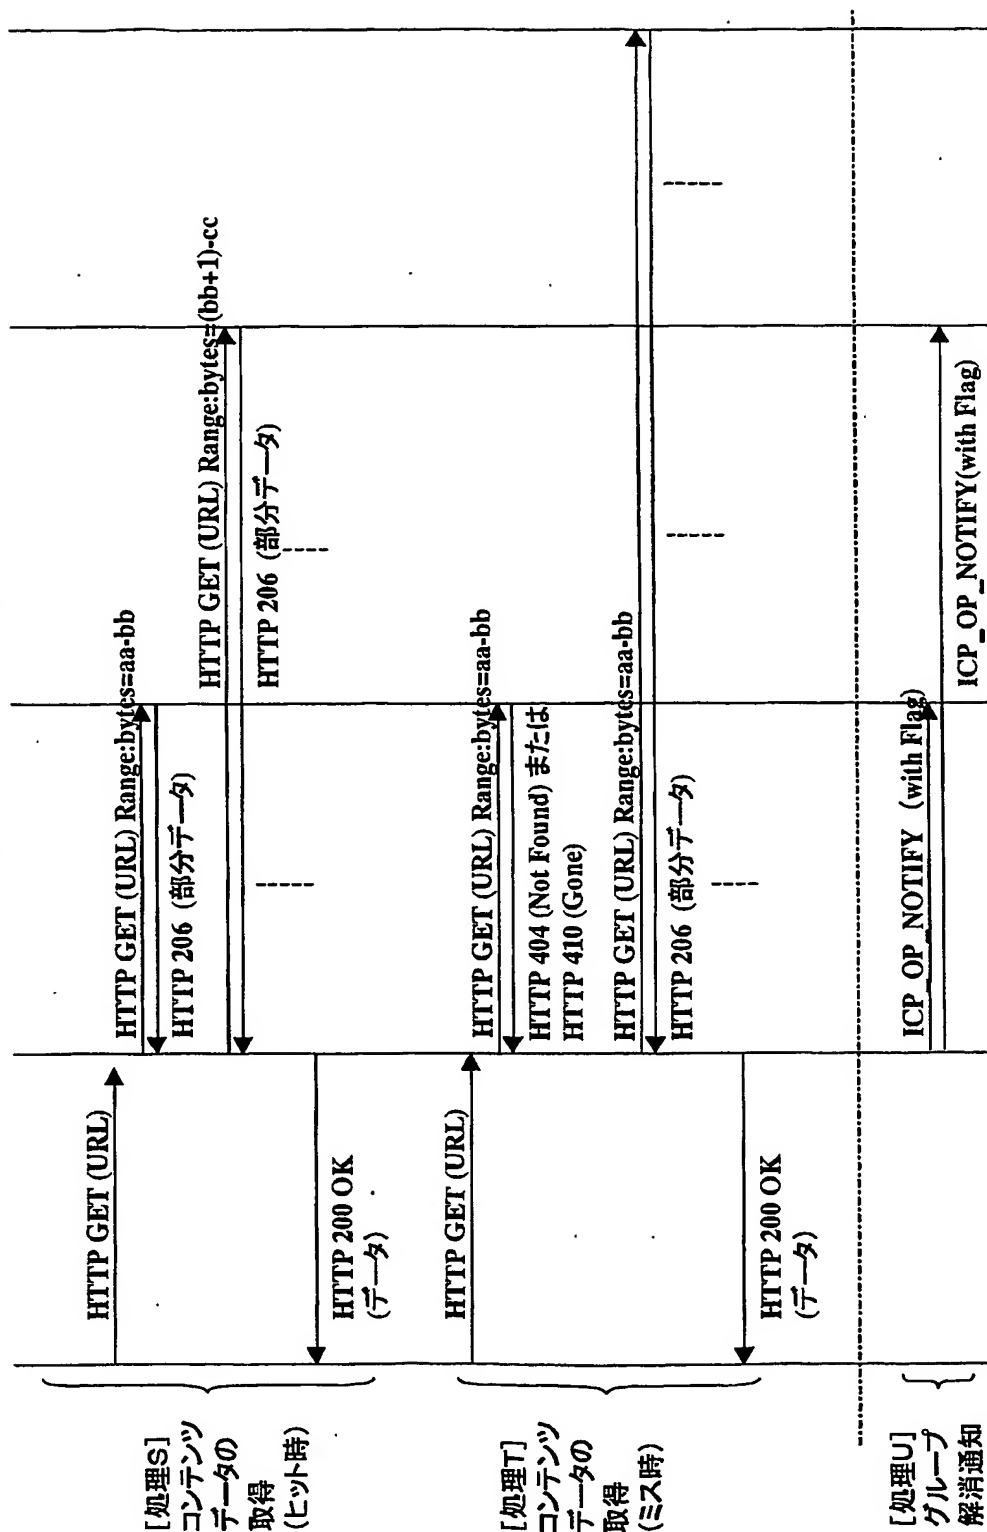 [処理S]
コンテンツ
データの
取得
(ヒット時)
HTTP GET (URL)
HTTP GET (URL) Range:bytes=aa-bb
HTTP 206 (部分データ)
HTTP GET (URL) Range:bytes=(bb+1)-cc
HTTP 206 (部分データ)
HTTP 200 OK
(データ)
[処理T]
コンテンツ
データの
取得
(ミス時)
HTTP GET (URL)
HTTP GET (URL) Range:bytes=aa-bb
HTTP 404 (Not Found) または
HTTP 410 (Gone)
HTTP GET (URL) Range:bytes=aa-bb
HTTP 206 (部分データ)
HTTP 200 OK
(データ)
[処理U]
グループ
解消通知
ICP_OP_NOTIFY (with Flag)
ICP_OP_NOTIFY(with Flag)